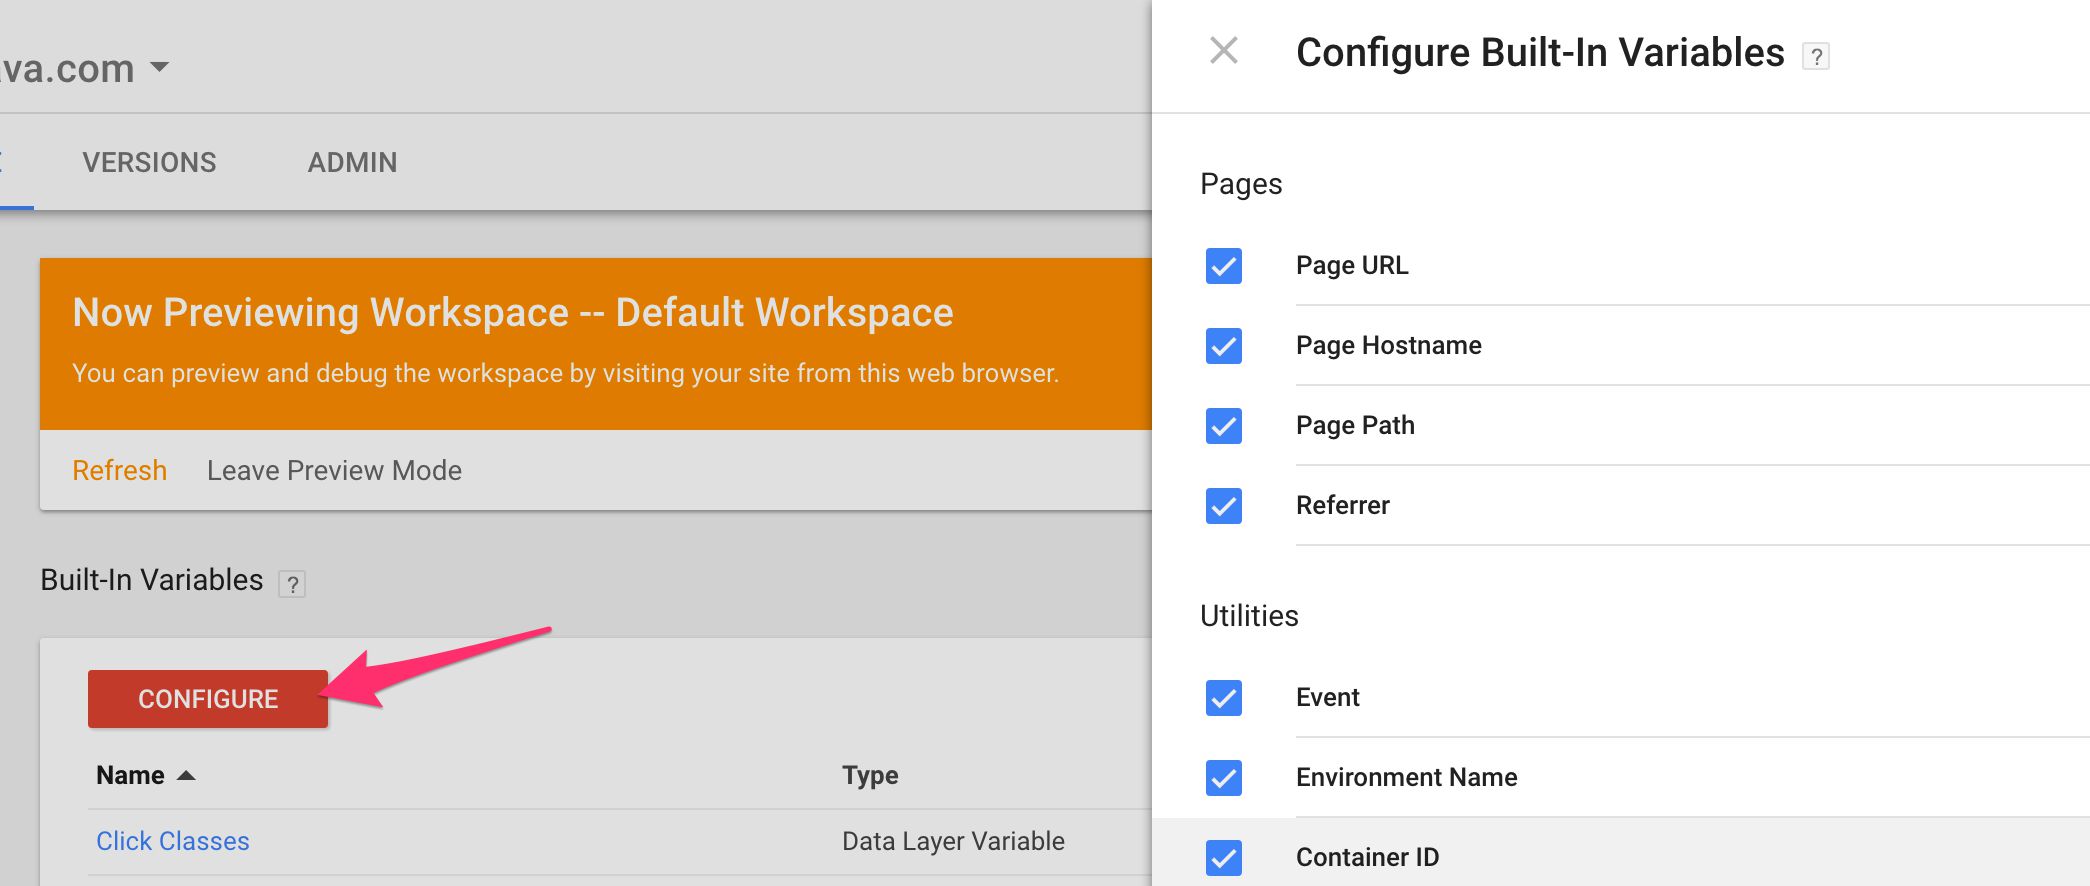 ava.com
VERSIONS ADMIN
Now Previewing Workspace -- Default Workspace
You can preview and debug the workspace by visiting your site from this web browser.
Refresh Leave Preview Mode
Built-In Variables ?
CONFIGURE
Name Type
Click Classes Data Layer Variable
Configure Built-In Variables ?
Pages
Page URL
Page Hostname
Page Path
Referrer
Utilities
Event
Environment Name
Container ID